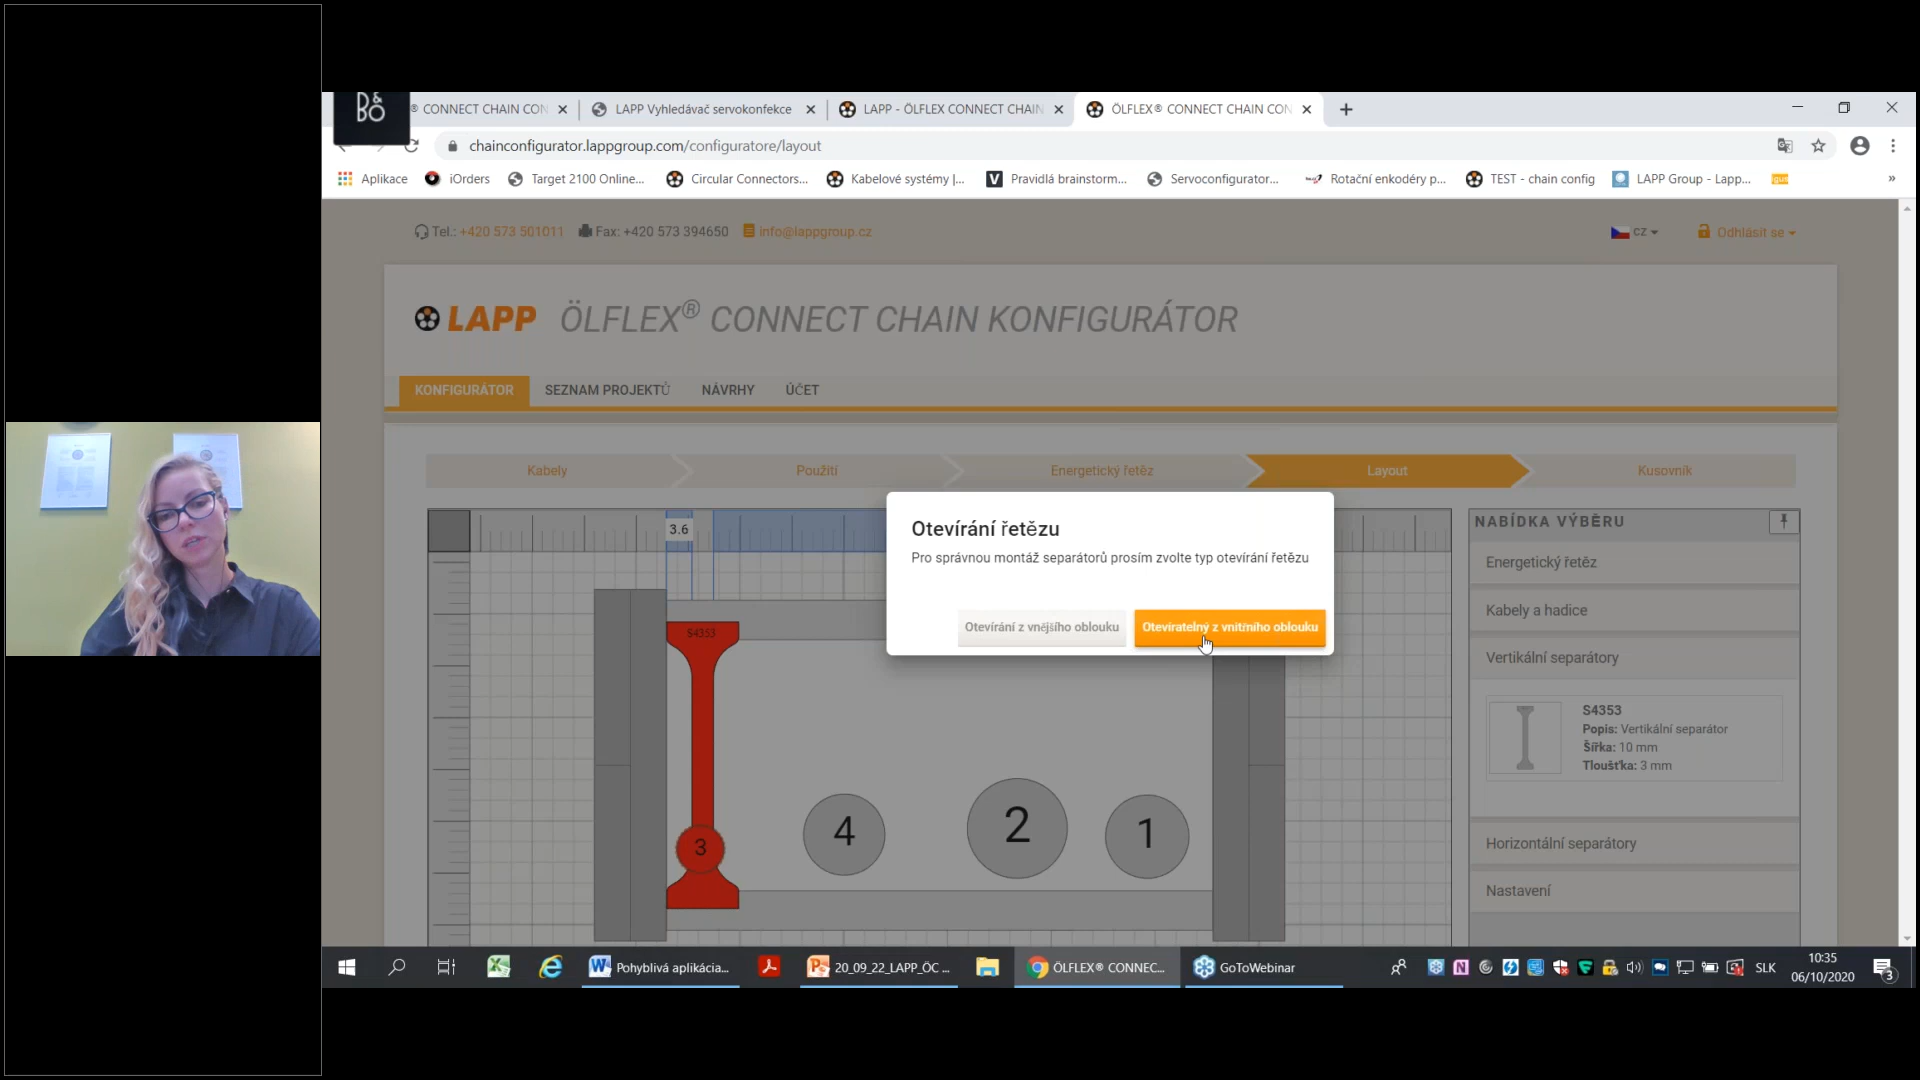 B&O
® CONNECT CHAIN CON
LAPP Vyhledávač servokonfekce
LAPP - ÖLFLEX CONNECT CHAIN
ÖLFLEX® CONNECT CHAIN CON
chainconfigurator.lappgroup.com/configuratore/layout
Aplikace
iOrders
Target 2100 Online...
Circular Connectors...
Kabelové systémy |...
V
Pravidlá brainstorm...
Servoconfigurator...
Rotační enkodéry p...
TEST - chain config
LAPP Group - Lapp...
igus
»
Tel.: +420 573 501011
Fax: +420 573 394650
info@lappgroup.cz
CZ
Odhlásit se
LAPP
ÖLFLEX® CONNECT CHAIN KONFIGURÁTOR
KONFIGURÁTOR
SEZNAM PROJEKTŮ
NÁVRHY
ÚČET
Kabely
Použití
Energetický řetěz
Layout
Kusovník
3.6
Otevírání řetězu
Pro správnou montáž separátorů prosím zvolte typ otevírání řetězu
Otevírání z vnějšího oblouku
Otevíratelný z vnitřního oblouku
S4353
3
4
2
1
NABÍDKA VÝBĚRU
Energetický řetěz
Kabely a hadice
Vertikální separátory
S4353
Popis: Vertikální separátor
Šířka: 10 mm
Tloušťka: 3 mm
Horizontální separátory
Nastavení
Pohyblivá aplikácia...
20_09_22_LAPP_ÖC ...
ÖLFLEX® CONNEC...
GoToWebinar
SLK
10:35
06/10/2020
3